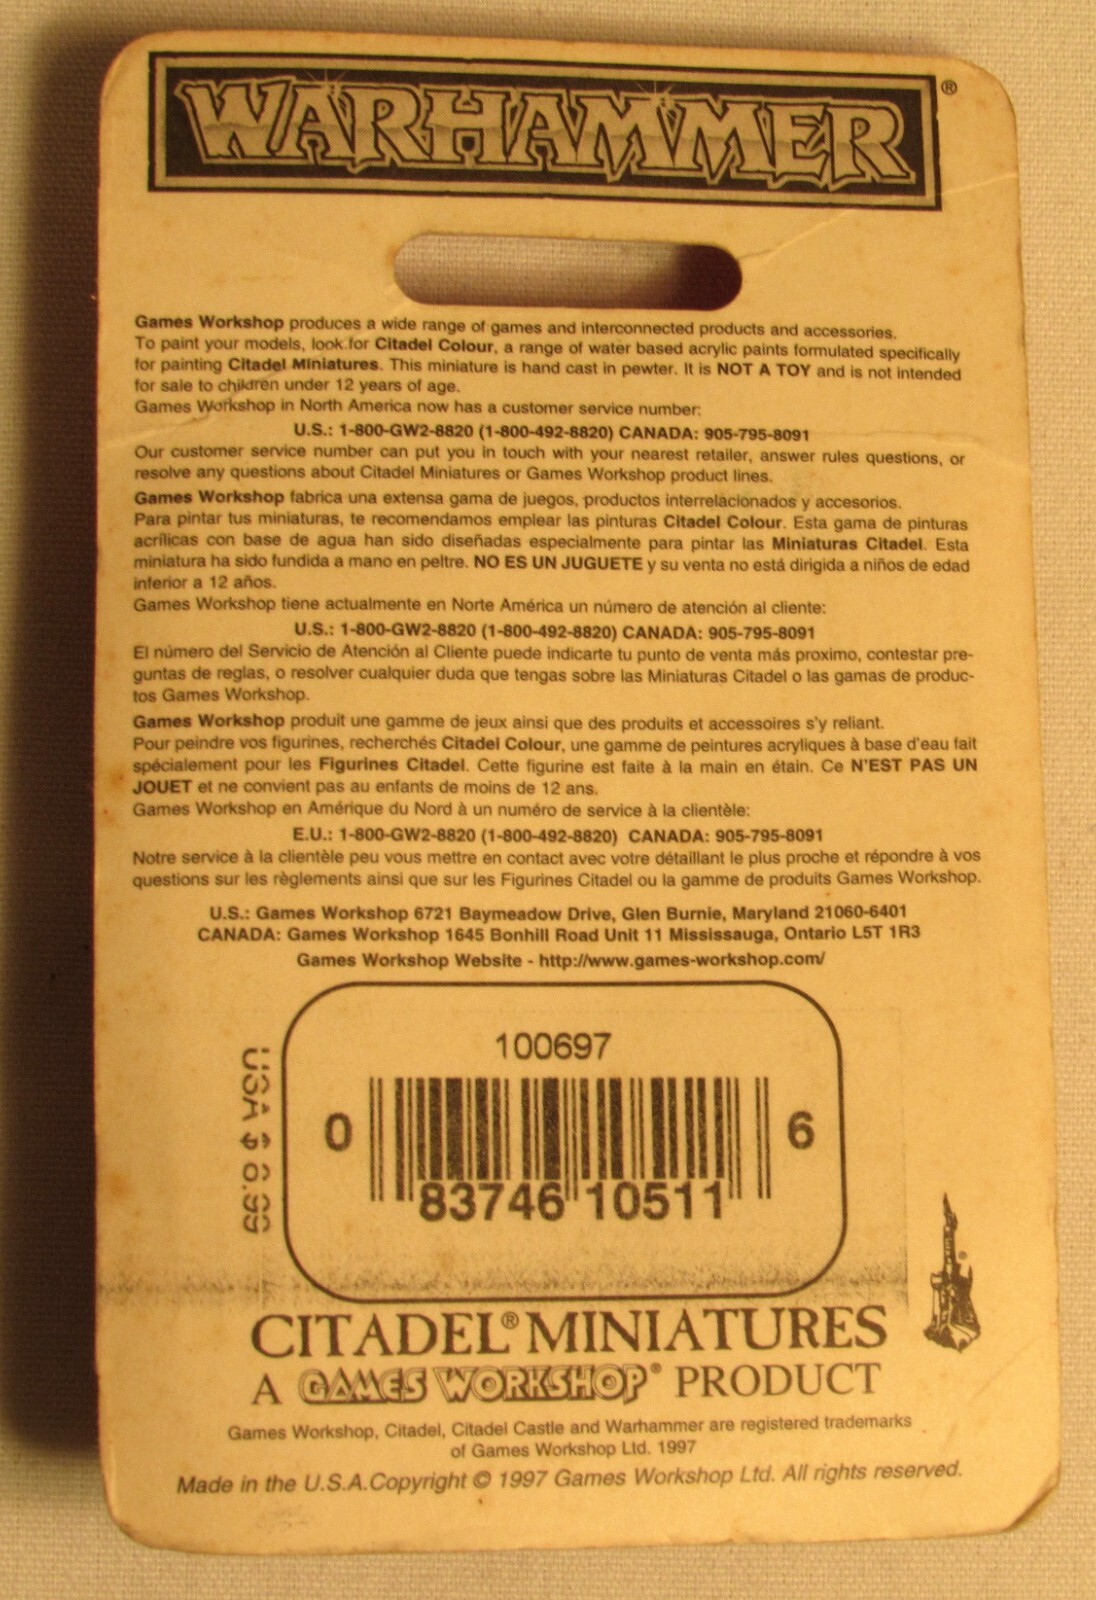 WARHAMMER®
Games Workshop produces a wide range of games and interconnected products and accessories.
To paint your models, look for Citadel Colour, a range of water based acrylic paints formulated specifically
for painting Citadel Miniatures. This miniature is hand cast in pewter. It is NOT A TOY and is not intended
for sale to children under 12 years of age.
Games Workshop in North America now has a customer service number:
U.S.: 1-800-GW2-8820 (1-800-492-8820) CANADA: 905-795-8091
Our customer service number can put you in touch with your nearest retailer, answer rules questions, or
resolve any questions about Citadel Miniatures or Games Workshop product lines.
Games Workshop fabrica una extensa gama de juegos, productos interrelacionados y accesorios.
Para pintar tus miniaturas, te recomendamos emplear las pinturas Citadel Colour. Esta gama de pinturas
acrílicas con base de agua han sido diseñadas especialmente para pintar las Miniaturas Citadel. Esta
miniatura ha sido fundida a mano en peltre. NO ES UN JUGUETE y su venta no está dirigida a niños de edad
inferior a 12 años.
Games Workshop tiene actualmente en Norte América un número de atención al cliente:
U.S.: 1-800-GW2-8820 (1-800-492-8820) CANADA: 905-795-8091
El número del Servicio de Atención al Cliente puede indicarte tu punto de venta más proximo, contestar pre-
guntas de reglas, o resolver cualquier duda que tengas sobre las Miniaturas Citadel o las gamas de produc-
tos Games Workshop.
Games Workshop produit une gamme de jeux ainsi que des produits et accessoires s'y reliant.
Pour peindre vos figurines, recherchés Citadel Colour, une gamme de peintures acryliques à base d'eau fait
spécialement pour les Figurines Citadel. Cette figurine est faite à la main en étain. Ce N'EST PAS UN
JOUET et ne convient pas au enfants de moins de 12 ans.
Games Workshop en Amérique du Nord à un numéro de service à la clientèle:
E.U.: 1-800-GW2-8820 (1-800-492-8820) CANADA: 905-795-8091
Notre service à la clientèle peu vous mettre en contact avec votre détaillant le plus proche et répondre à vos
questions sur les règlements ainsi que sur les Figurines Citadel ou la gamme de produits Games Workshop.
U.S.: Games Workshop 6721 Baymeadow Drive, Glen Burnie, Maryland 21060-6401
CANADA: Games Workshop 1645 Bonhill Road Unit 11 Mississauga, Ontario L5T 1R3
Games Workshop Website - http://www.games-workshop.com/
100697
0 83746 10511 6
USA $
CITADEL® MINIATURES
A GAMES WORKSHOP® PRODUCT
Games Workshop, Citadel, Citadel Castle and Warhammer are registered trademarks
of Games Workshop Ltd. 1997
Made in the U.S.A.Copyright © 1997 Games Workshop Ltd. All rights reserved.